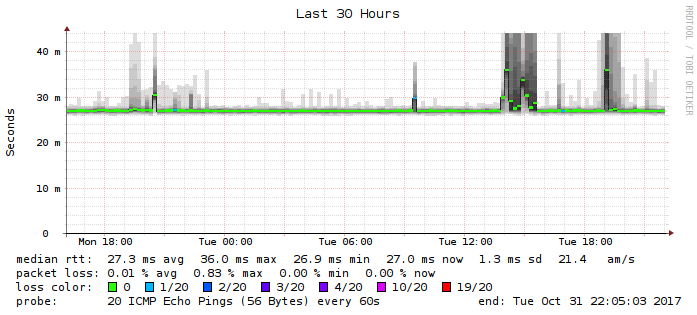 Last 30 Hours
RRDTOOL / TOBI OETIKER
Seconds
40 m
30 m
20 m
10 m
0
Mon 18:00 Tue 00:00 Tue 06:00 Tue 12:00 Tue 18:00
median rtt: 27.3 ms avg 36.0 ms max 26.9 ms min 27.0 ms now 1.3 ms sd 21.4 am/s
packet loss: 0.01 % avg 0.83 % max 0.00 % min 0.00 % now
loss color: 0 1/20 2/20 3/20 4/20 10/20 19/20
probe: 20 ICMP Echo Pings (56 Bytes) every 60s end: Tue Oct 31 22:05:03 2017